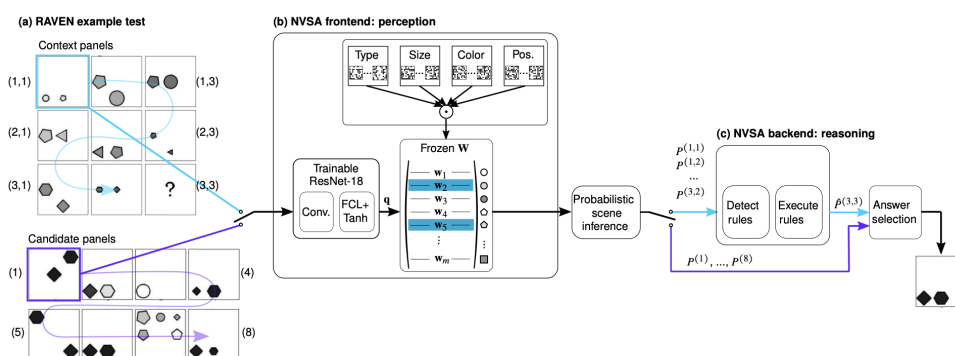 (a) RAVEN example test
Context panels
(1,1)
(1,3)
(2,1)
(2,3)
(3,1)
?
(3,3)
Candidate panels
(1)
(4)
(5)
(8)
(b) NVSA frontend: perception
Type
Size
Color
Pos.
Frozen W
Trainable
ResNet-18
Conv.
FCL+
Tanh
q
w₁
w₂
w₃
w₄
w₅
⋮
wₘ
Probabilistic
scene
inference
(c) NVSA backend: reasoning
P⁽¹,¹⁾
P⁽¹,²⁾
...
P⁽³,²⁾
Detect
rules
Execute
rules
P̂⁽³,³⁾
Answer
selection
P⁽¹⁾, ..., P⁽⁸⁾